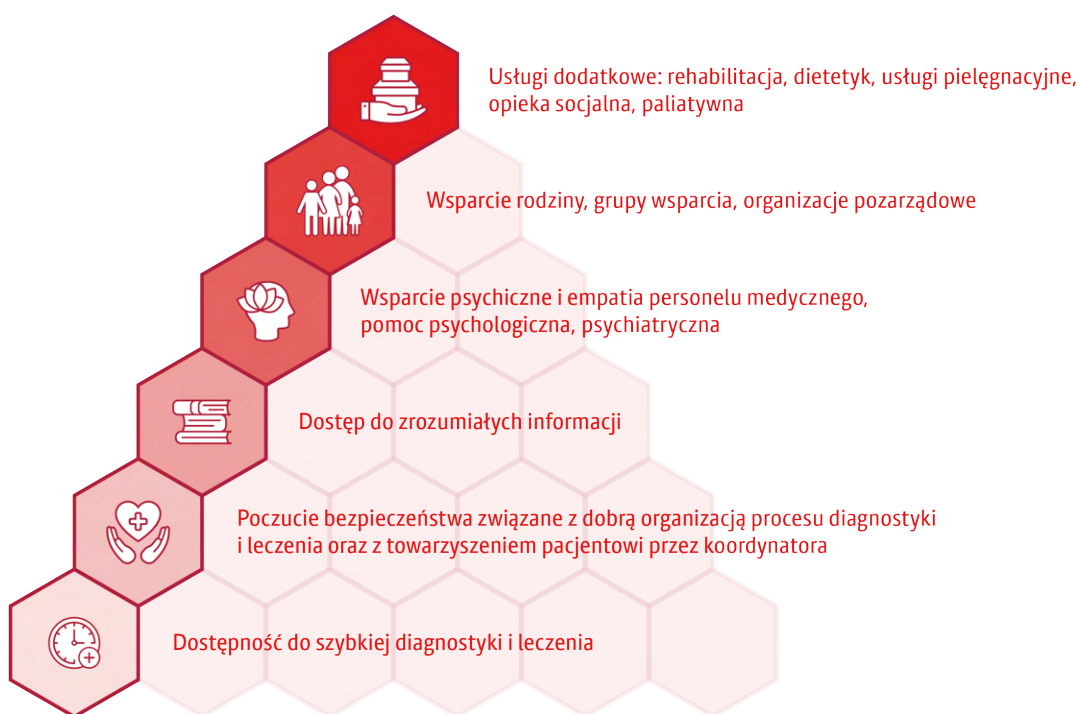 Usługi dodatkowe: rehabilitacja, dietetyk, usługi pielęgnacyjne,
opieka socjalna, paliatywna
Wsparcie rodziny, grupy wsparcia, organizacje pozarządowe
Wsparcie psychiczne i empatia personelu medycznego,
pomoc psychologiczna, psychiatryczna
Dostęp do zrozumiałych informacji
Poczucie bezpieczeństwa związane z dobrą organizacją procesu diagnostyki
i leczenia oraz z towarzyszeniem pacjentowi przez koordynatora
Dostępność do szybkiej diagnostyki i leczenia